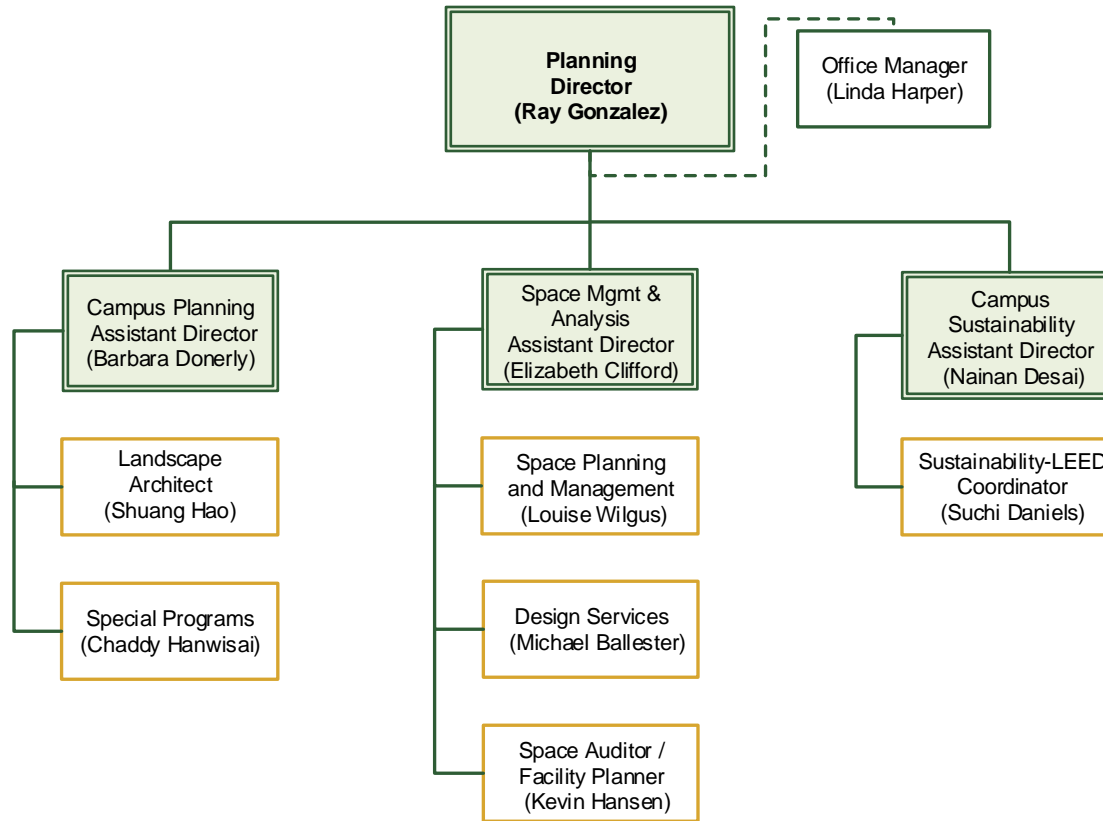 Planning
Director
(Ray Gonzalez)
Office Manager
(Linda Harper)
Campus Planning
Assistant Director
(Barbara Donerly)
Space Mgmt &
Analysis
Assistant Director
(Elizabeth Clifford)
Campus
Sustainability
Assistant Director
(Nainan Desai)
Landscape
Architect
(Shuang Hao)
Space Planning
and Management
(Louise Wilgus)
Sustainability-LEED
Coordinator
(Suchi Daniels)
Special Programs
(Chaddy Hanwisai)
Design Services
(Michael Ballester)
Space Auditor /
Facility Planner
(Kevin Hansen)